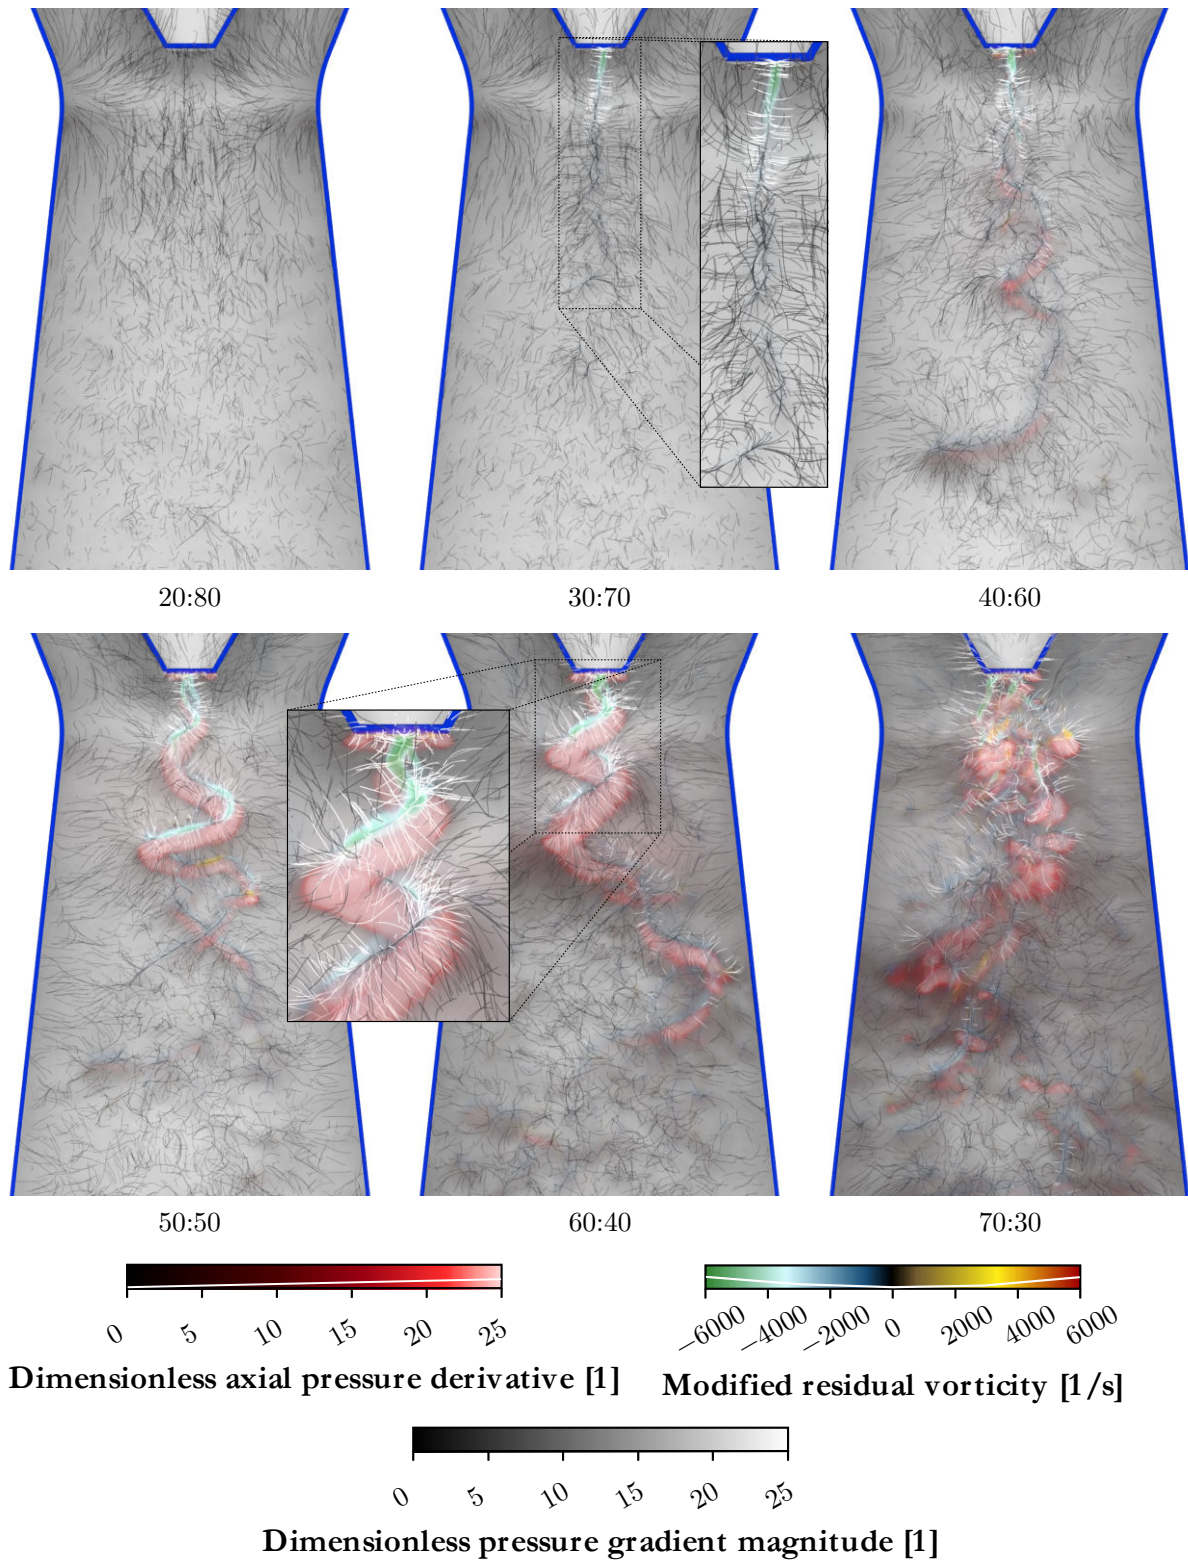 20:80
30:70
40:60
50:50
60:40
70:30
0 5 10 15 20 25
Dimensionless axial pressure derivative [1]
−6000 −4000 −2000 0 2000 4000 6000
Modified residual vorticity [1/s]
0 5 10 15 20 25
Dimensionless pressure gradient magnitude [1]